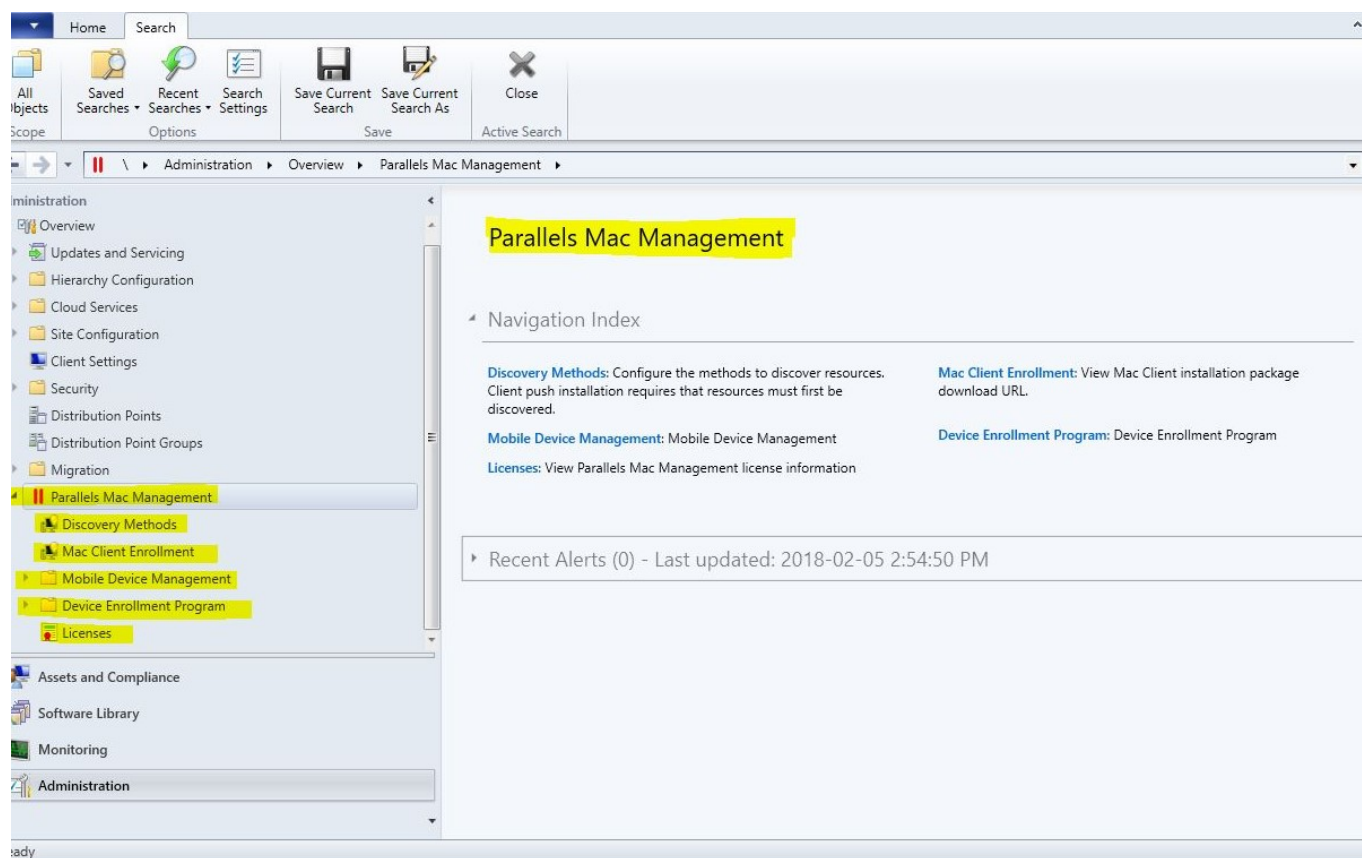 Home Search
All Saved Recent Search Save Current Save Current Close
bjects Searches Searches Settings Search Search As
Scope Options Save Active Search
\ Administration Overview Parallels Mac Management
ministration
Overview
Updates and Servicing
Hierarchy Configuration
Cloud Services
Site Configuration
Client Settings
Security
Distribution Points
Distribution Point Groups
Migration
Parallels Mac Management
Discovery Methods
Mac Client Enrollment
Mobile Device Management
Device Enrollment Program
Licenses
Assets and Compliance
Software Library
Monitoring
Administration
Parallels Mac Management
Navigation Index
Discovery Methods: Configure the methods to discover resources.
Client push installation requires that resources must first be
discovered.
Mobile Device Management: Mobile Device Management
Licenses: View Parallels Mac Management license information
Mac Client Enrollment: View Mac Client installation package
download URL.
Device Enrollment Program: Device Enrollment Program
Recent Alerts (0) - Last updated: 2018-02-05 2:54:50 PM
eady